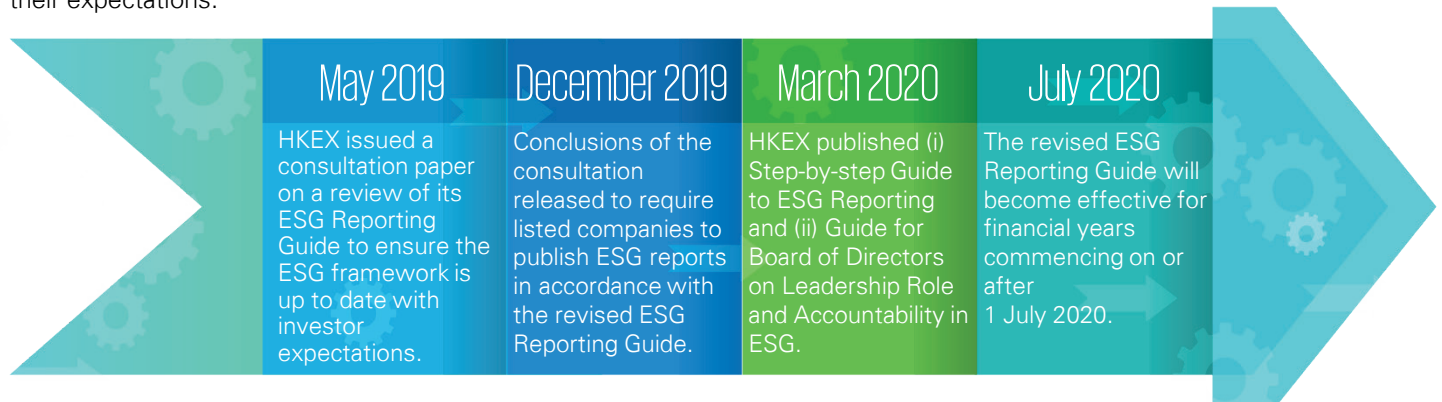 their expectations.
May 2019
HKEX issued a
consultation paper
on a review of its
ESG Reporting
Guide to ensure the
ESG framework is
up to date with
investor
expectations.
December 2019
Conclusions of the
consultation
released to require
listed companies to
publish ESG reports
in accordance with
the revised ESG
Reporting Guide.
March 2020
HKEX published (i)
Step-by-step Guide
to ESG Reporting
and (ii) Guide for
Board of Directors
on Leadership Role
and Accountability in
ESG.
July 2020
The revised ESG
Reporting Guide will
become effective for
financial years
commencing on or
after
1 July 2020.